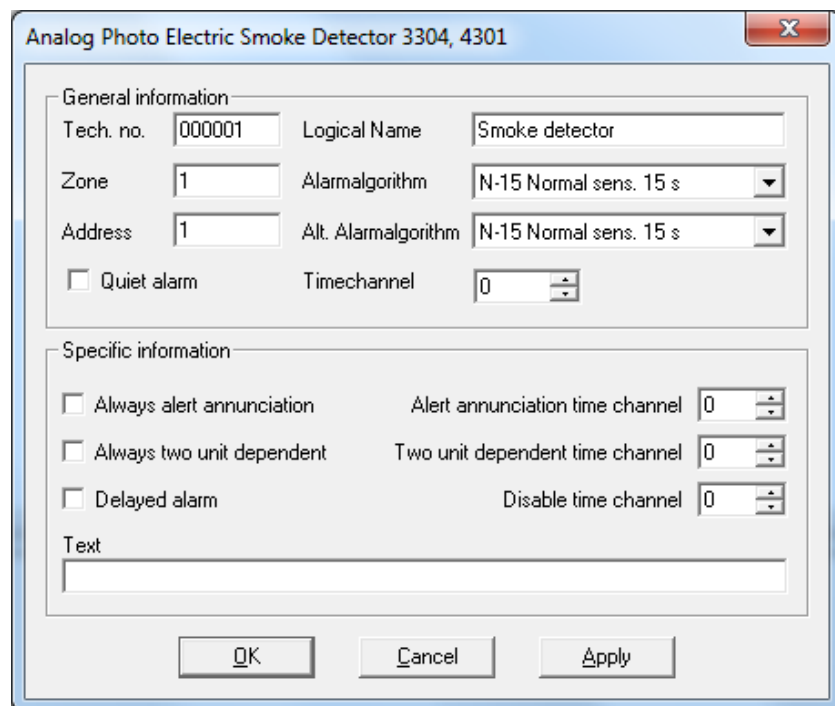 Analog Photo Electric Smoke Detector 3304, 4301
General information
Tech. no. 000001 Logical Name Smoke detector
Zone 1 Alarmalgorithm N-15 Normal sens. 15 s
Address 1 Alt. Alarmalgorithm N-15 Normal sens. 15 s
Quiet alarm Timechannel 0
Specific information
Always alert annunciation Alert annunciation time channel 0
Always two unit dependent Two unit dependent time channel 0
Delayed alarm Disable time channel 0
Text
OK Cancel Apply